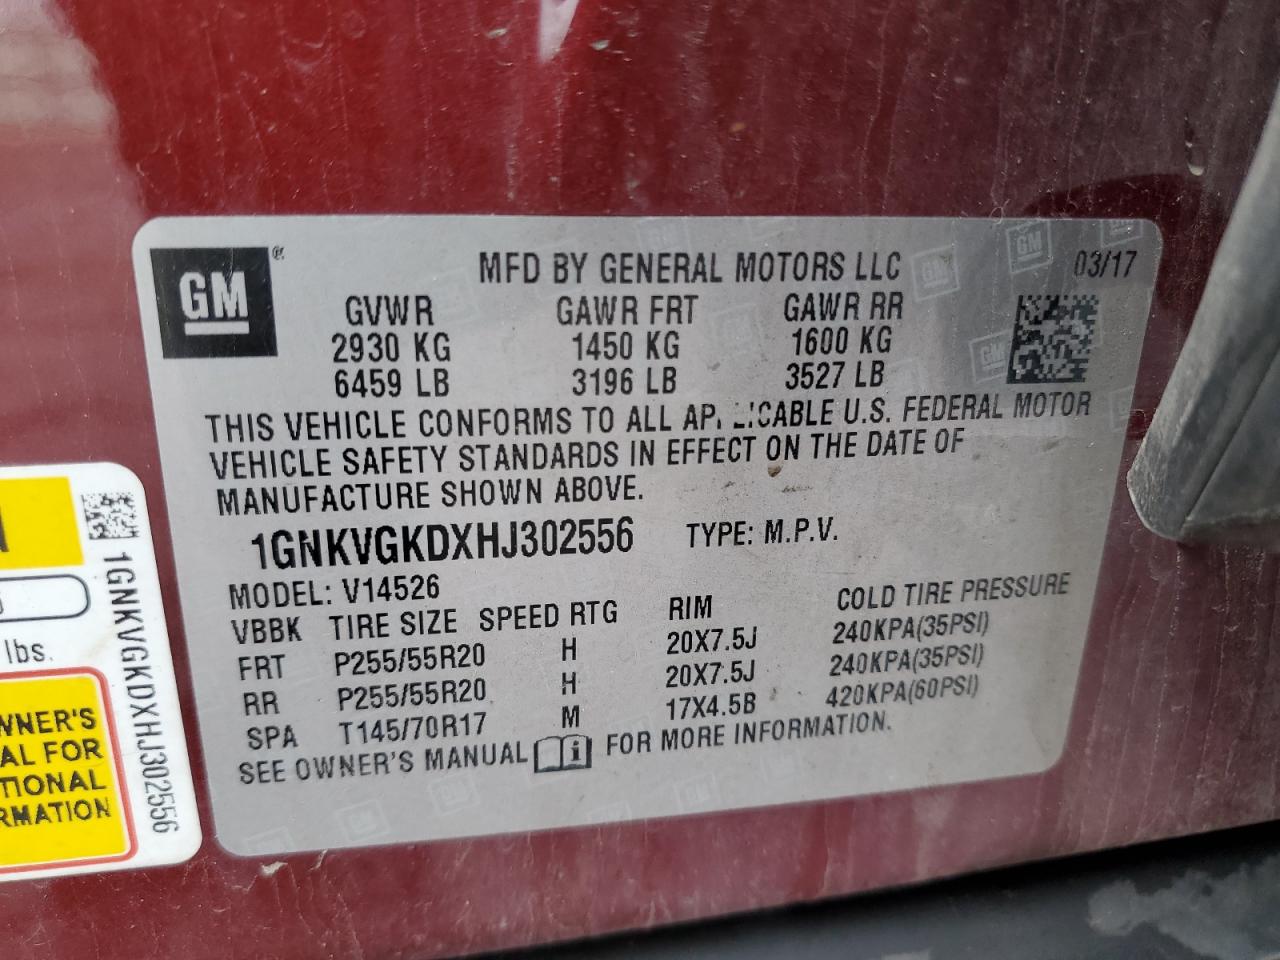 GM
MFD BY GENERAL MOTORS LLC 03/17
GVWR GAWR FRT GAWR RR
2930 KG 1450 KG 1600 KG
6459 LB 3196 LB 3527 LB
THIS VEHICLE CONFORMS TO ALL U.S. FEDERAL MOTOR
VEHICLE SAFETY STANDARDS IN EFFECT ON THE DATE OF
MANUFACTURE SHOWN ABOVE.
1GNKVGKDXHJ302556 TYPE: M.P.V.
MODEL: V14526
VBBK TIRE SIZE SPEED RTG RIM COLD TIRE PRESSURE
FRT P255/55R20 H 20X7.5J 240KPA(35PSI)
RR P255/55R20 H 20X7.5J 240KPA(35PSI)
SPA T145/70R17 M 17X4.5B 420KPA(60PSI)
SEE OWNER'S MANUAL FOR MORE INFORMATION.
1GNKVGKDXHJ302556
lbs.
WNER'S
AL FOR
TIONAL
RMATION